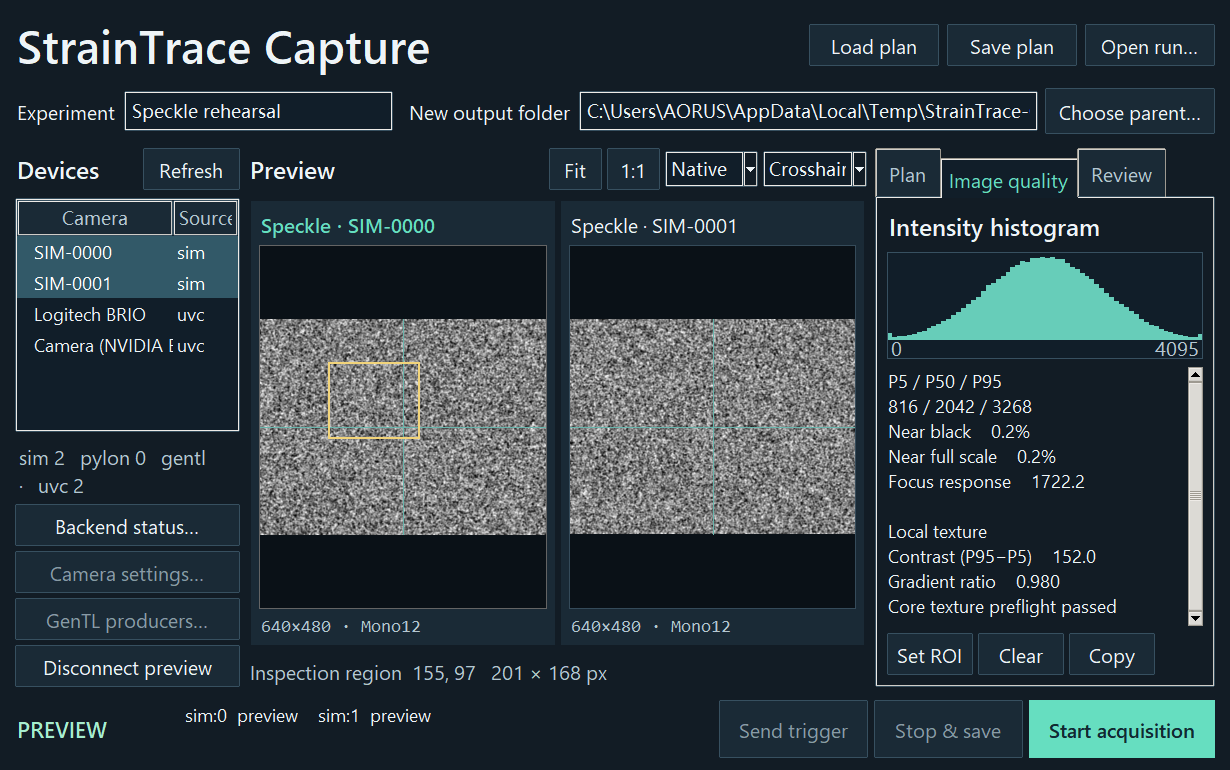 StrainTrace Capture
Load plan
Save plan
Open run...
Experiment
Speckle rehearsal
New output folder
C:\Users\AORUS\AppData\Local\Temp\StrainTrace-
Choose parent...
Devices
Refresh
Preview
Fit
1:1
Native
Crosshair
Plan
Image quality
Review
Camera Source
SIM-0000 sim
SIM-0001 sim
Logitech BRIO uvc
Camera (NVIDIA uvc
sim 2 pylon 0 gentl
· uvc 2
Backend status...
Camera settings...
GenTL producers...
Disconnect preview
Speckle · SIM-0000
640×480 · Mono12
Speckle · SIM-0001
640×480 · Mono12
Inspection region 155, 97 201 × 168 px
Intensity histogram
0 4095
P5 / P50 / P95
816 / 2042 / 3268
Near black 0.2%
Near full scale 0.2%
Focus response 1722.2
Local texture
Contrast (P95−P5) 152.0
Gradient ratio 0.980
Core texture preflight passed
Set ROI
Clear
Copy
PREVIEW
sim:0 preview sim:1 preview
Send trigger
Stop & save
Start acquisition